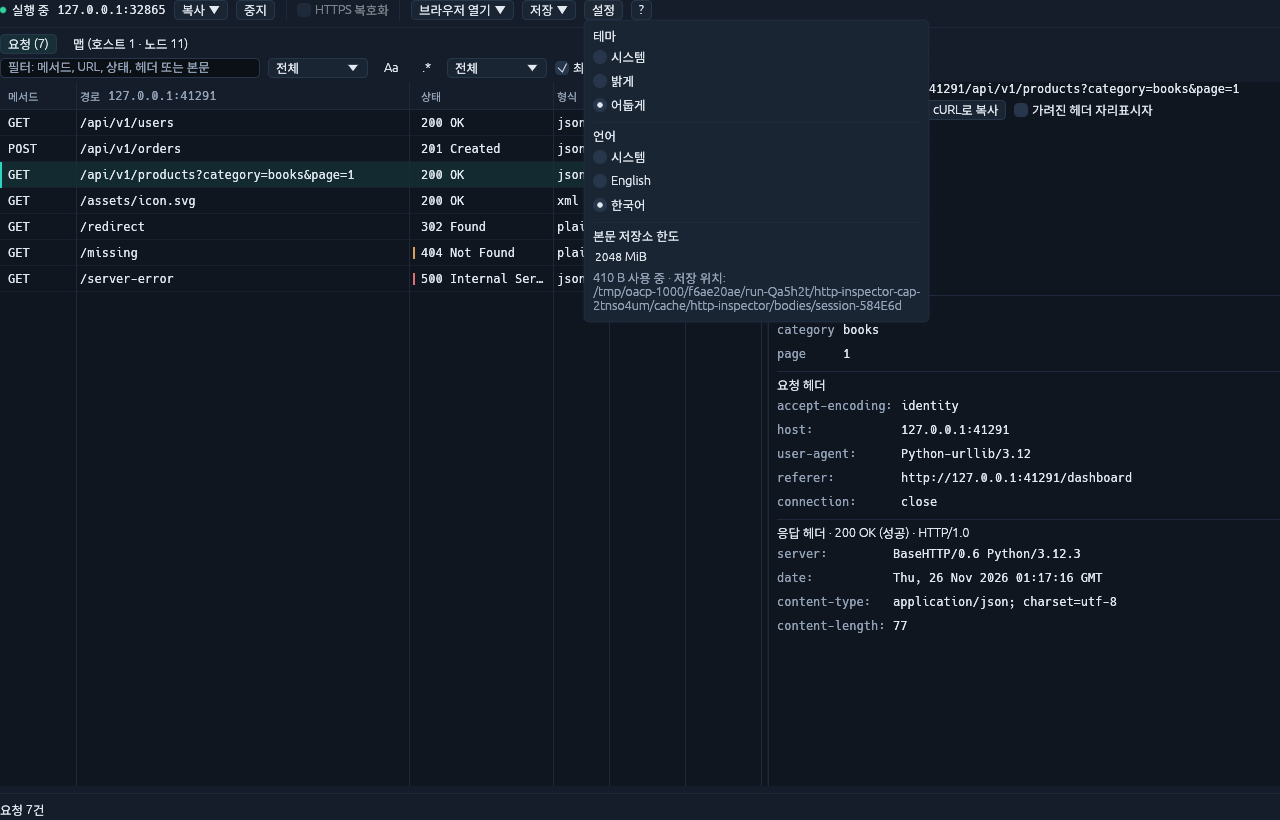 실행 중 127.0.0.1:32865 복사 ▼ 중지 HTTPS 복호화 브라우저 열기 ▼ 저장 ▼ 설정 ?
요청 (7) 맵 (호스트 1 · 노드 11)
필터: 메서드, URL, 상태, 헤더 또는 본문 전체 ▼ Aa .* 전체 ▼ 최
메서드 경로 127.0.0.1:41291 상태 형식
GET /api/v1/users 200 OK json
POST /api/v1/orders 201 Created json
GET /api/v1/products?category=books&page=1 200 OK json
GET /assets/icon.svg 200 OK xml
GET /redirect 302 Found plai
GET /missing 404 Not Found plai
GET /server-error 500 Internal Ser… json
테마
시스템
밝게
어둡게
언어
시스템
English
한국어
본문 저장소 한도
2048 MiB
410 B 사용 중 · 저장 위치:
/tmp/oacp-1000/f6ae20ae/run-Qa5h2t/http-inspector-cap-
2tnso4um/cache/http-inspector/bodies/session-584E6d
41291/api/v1/products?category=books&page=1
cURL로 복사 가려진 헤더 자리표시자
category books
page 1
요청 헤더
accept-encoding: identity
host: 127.0.0.1:41291
user-agent: Python-urllib/3.12
referer: http://127.0.0.1:41291/dashboard
connection: close
응답 헤더 · 200 OK (성공) · HTTP/1.0
server: BaseHTTP/0.6 Python/3.12.3
date: Thu, 26 Nov 2026 01:17:16 GMT
content-type: application/json; charset=utf-8
content-length: 77
요청 7건